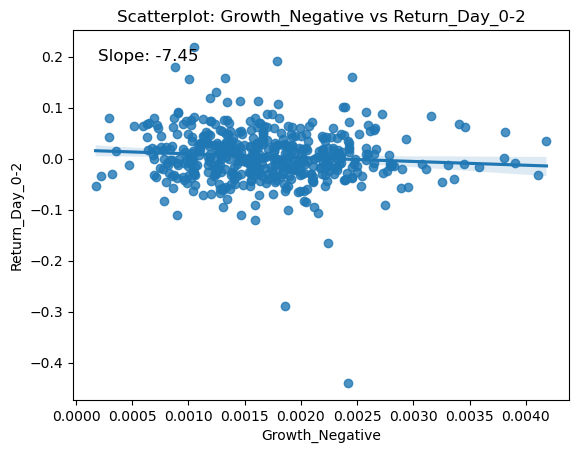 Scatterplot: Growth_Negative vs Return_Day_0-2
Slope: -7.45
0.2
0.1
0.0
−0.1
−0.2
−0.3
−0.4
Return_Day_0-2
0.0000 0.0005 0.0010 0.0015 0.0020 0.0025 0.0030 0.0035 0.0040
Growth_Negative